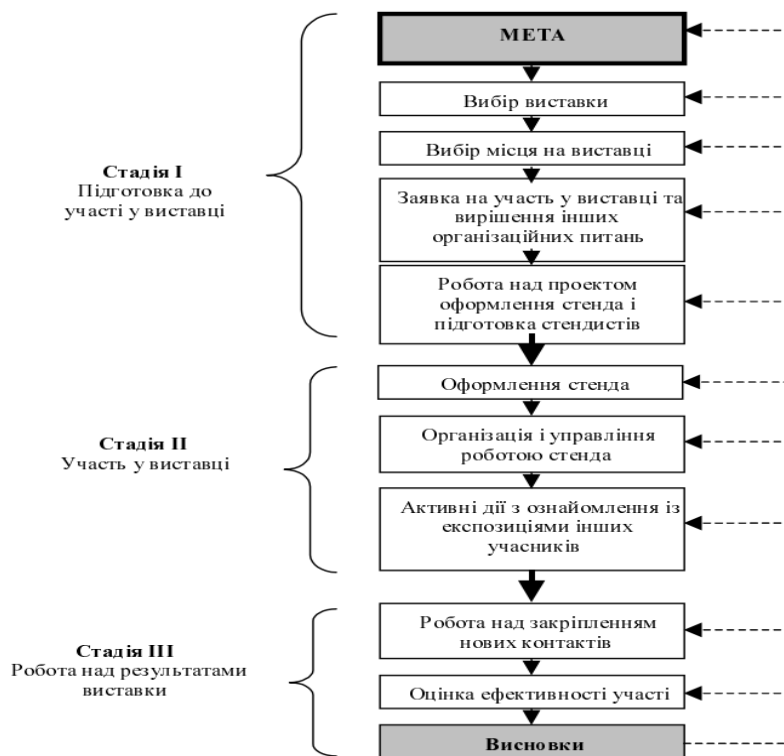 МЕТА
Вибір виставки
Вибір місця на виставці
Стадія I
Підготовка до
участі у виставці
Заявка на участь у виставці та
вирішення інших
організаційних питань
Робота над проектом
оформлення стенда і
підготовка стендистів
Оформлення стенда
Стадія II
Участь у виставці
Організація і управління
роботою стенда
Активні дії з ознайомлення із
експозиціями інших
учасників
Стадія III
Робота над результатами
виставки
Робота над закріпленням
нових контактів
Оцінка ефективності участі
Висновки